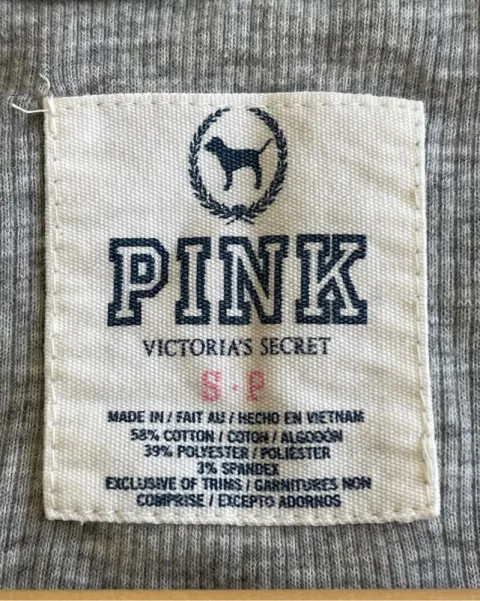 PINK
VICTORIA'S SECRET
S·P
MADE IN / FAIT AU / HECHO EN VIETNAM
58% COTTON / COTON / ALGODÓN
39% POLYESTER / POLIÉSTER
3% SPANDEX
EXCLUSIVE OF TRIMS / GARNITURES NON
COMPRISE / EXCEPTO ADORNOS